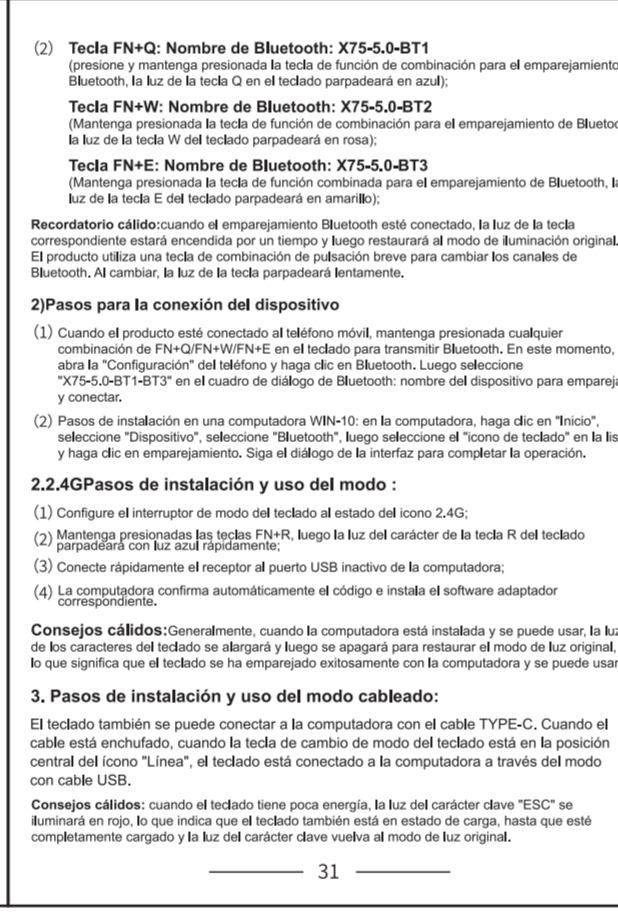 (2) Tecla FN+Q: Nombre de Bluetooth: X75-5.0-BT1
(presione y mantenga presionada la tecla de función de combinación para el emparejamiento
Bluetooth, la luz de la tecla Q en el teclado parpadeará en azul);
Tecla FN+W: Nombre de Bluetooth: X75-5.0-BT2
(Mantenga presionada la tecla de función de combinación para el emparejamiento de
la luz de la tecla W del teclado parpadeará en rosa);
Tecla FN+E: Nombre de Bluetooth: X75-5.0-BT3
(Mantenga presionada la tecla de función combinada para el emparejamiento de Bluetooth,
luz de la tecla E del teclado parpadeará en amarillo);
Recordatorio cálido:cuando el emparejamiento Bluetooth esté conectado, la luz de la tecla
correspondiente estará encendida por un tiempo y luego restaurará al modo de iluminación original.
El producto utiliza una tecla de combinación de pulsación breve para cambiar los canales de
Bluetooth. Al cambiar, la luz de la tecla parpadeará lentamente.
2)Pasos para la conexión del dispositivo
(1) Cuando el producto esté conectado al teléfono móvil, mantenga presionada cualquier
combinación de FN+Q/FN+W/FN+E en el teclado para transmitir Bluetooth. En este momento,
abra la "Configuración" del teléfono y haga clic en Bluetooth. Luego seleccione
"X75-5.0-BT1-BT3" en el cuadro de diálogo de Bluetooth: nombre del dispositivo para
y conectar.
(2) Pasos de instalación en una computadora WIN-10: en la computadora, haga clic en "Inicio",
seleccione "Dispositivo", seleccione "Bluetooth", luego seleccione el "icono de teclado" en la
y haga clic en emparejamiento. Siga el diálogo de la interfaz para completar la operación.
2.2.4GPasos de instalación y uso del modo :
(1) Configure el interruptor de modo del teclado al estado del icono 2.4G;
(2) Mantenga presionadas las teclas FN+R, luego la luz del carácter de la tecla R del teclado
parpadeará con luz azul rápidamente;
(3) Conecte rápidamente el receptor al puerto USB inactivo de la computadora;
(4) La computadora confirma automáticamente el código e instala el software adaptador
correspondiente.
Consejos cálidos:Generalmente, cuando la computadora está instalada y se puede usar, la luz
de los caracteres del teclado se alargará y luego se apagará para restaurar el modo de luz original,
lo que significa que el teclado se ha emparejado exitosamente con la computadora y se puede usar
3. Pasos de instalación y uso del modo cableado:
El teclado también se puede conectar a la computadora con el cable TYPE-C. Cuando el
cable está enchufado, cuando la tecla de cambio de modo del teclado está en la posición
central del ícono "Línea", el teclado está conectado a la computadora a través del modo
con cable USB.
Consejos cálidos: cuando el teclado tiene poca energía, la luz del carácter clave "ESC" se
iluminará en rojo, lo que indica que el teclado también está en estado de carga, hasta que esté
completamente cargado y la luz del carácter clave vuelva al modo de luz original.
31